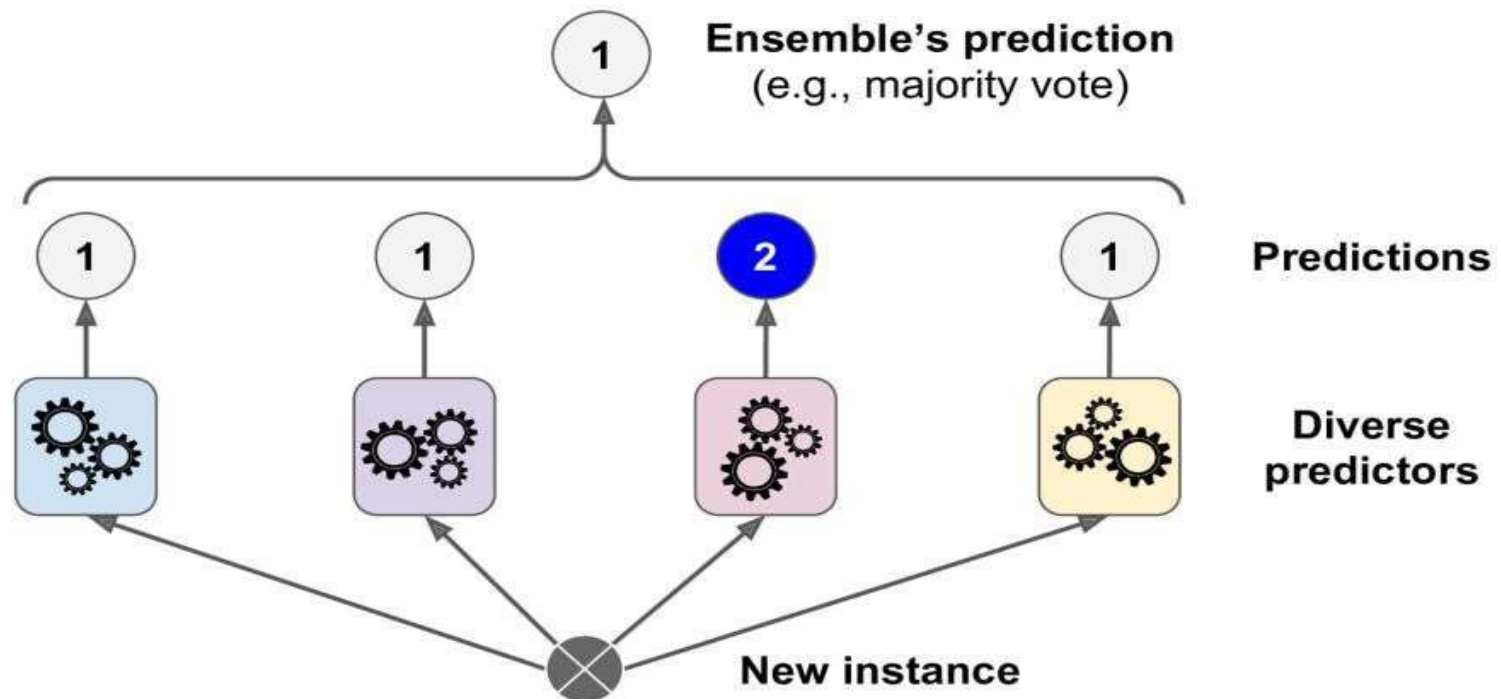 1
Ensemble's prediction
(e.g., majority vote)
1 1 2 1 Predictions
Diverse
predictors
New instance